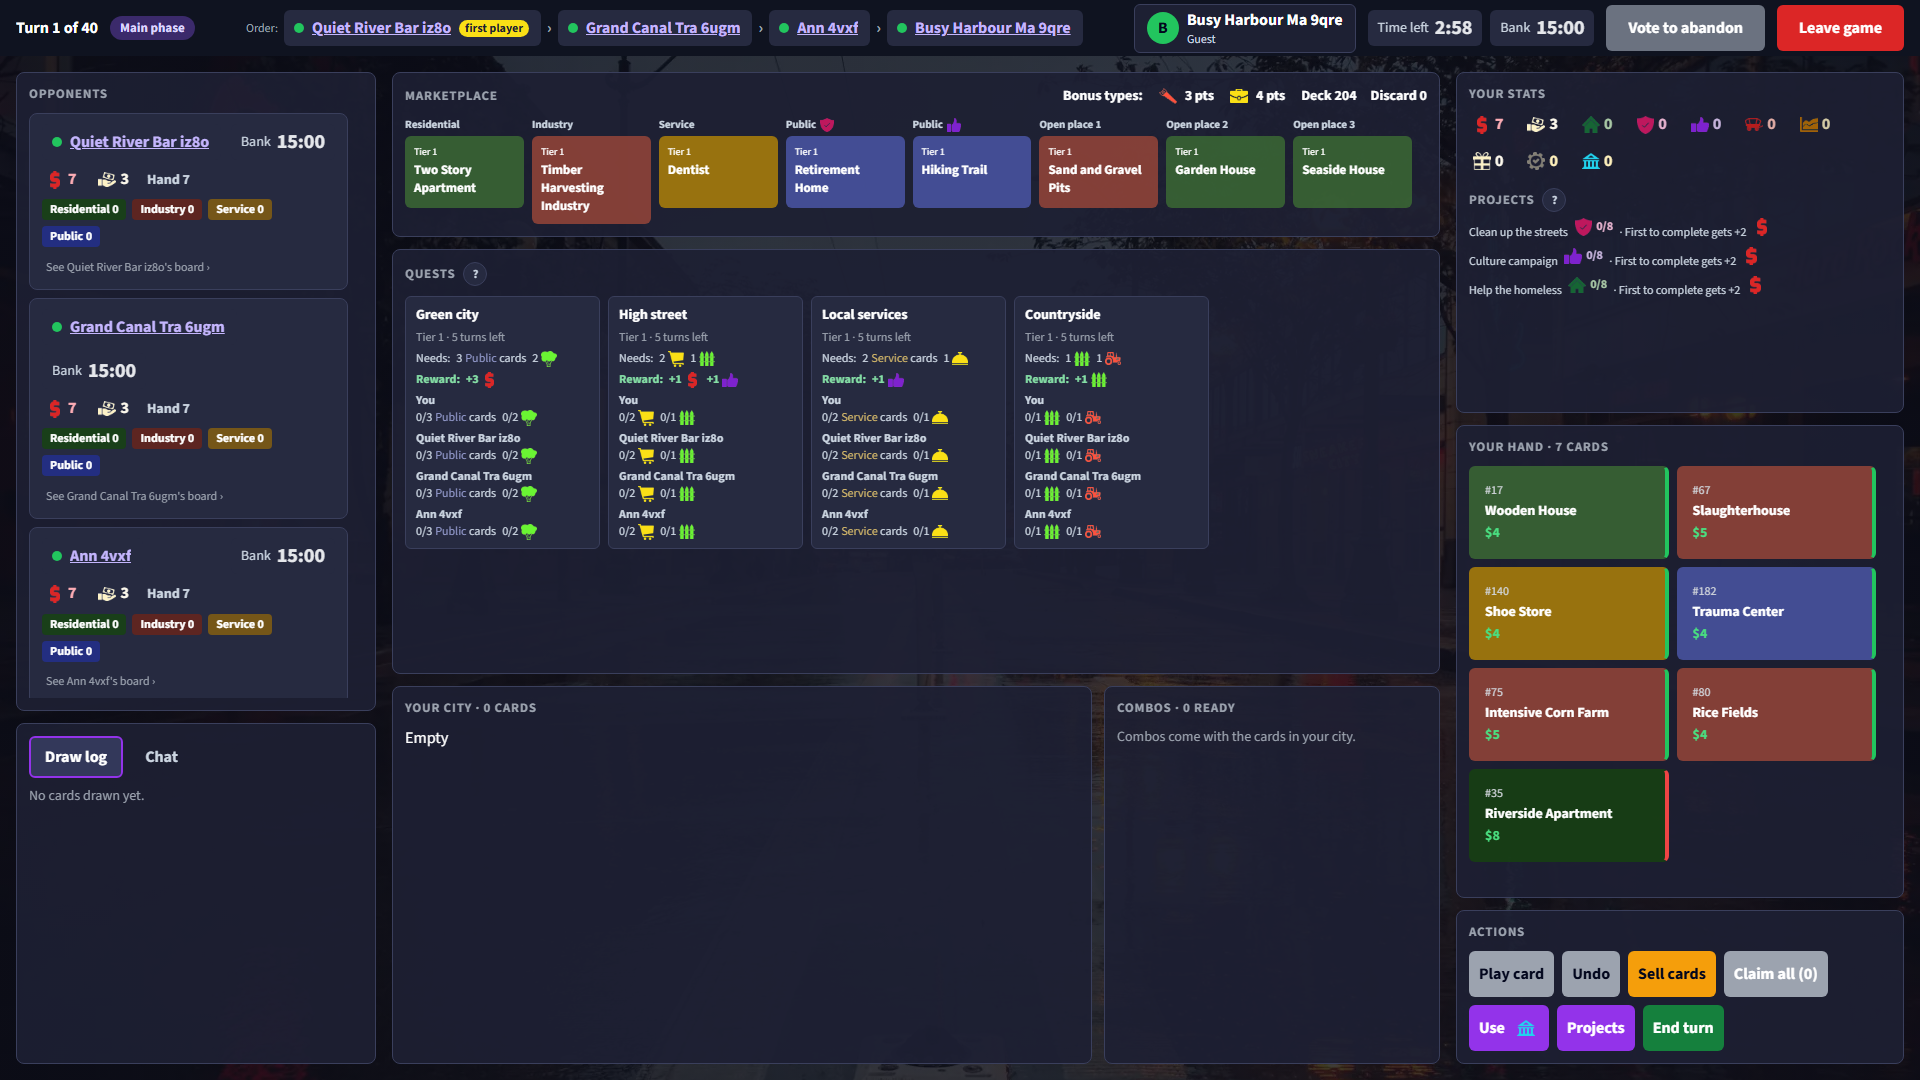 Turn 1 of 40 Main phase
Order: Quiet River Bar iz8o first player › Grand Canal Tra 6ugm › Ann 4vxf › Busy Harbour Ma 9qre
B Busy Harbour Ma 9qre
Guest
Time left 2:58
Bank 15:00
Vote to abandon
Leave game
OPPONENTS
Quiet River Bar iz8o Bank 15:00
7 3 Hand 7
Residential 0 Industry 0 Service 0
Public 0
See Quiet River Bar iz8o's board ›
Grand Canal Tra 6ugm
Bank 15:00
7 3 Hand 7
Residential 0 Industry 0 Service 0
Public 0
See Grand Canal Tra 6ugm's board ›
Ann 4vxf Bank 15:00
7 3 Hand 7
Residential 0 Industry 0 Service 0
Public 0
See Ann 4vxf's board ›
Draw log Chat
No cards drawn yet.
MARKETPLACE
Bonus types: 3 pts 4 pts Deck 204 Discard 0
Residential
Tier 1
Two Story
Apartment
Industry
Tier 1
Timber
Harvesting
Industry
Service
Tier 1
Dentist
Public
Tier 1
Retirement
Home
Public
Tier 1
Hiking Trail
Open place 1
Tier 1
Sand and Gravel
Pits
Open place 2
Tier 1
Garden House
Open place 3
Tier 1
Seaside House
QUESTS ?
Green city
Tier 1 · 5 turns left
Needs: 3 Public cards 2
Reward: +3 $
You
0/3 Public cards 0/2
Quiet River Bar iz8o
0/3 Public cards 0/2
Grand Canal Tra 6ugm
0/3 Public cards 0/2
Ann 4vxf
0/3 Public cards 0/2
High street
Tier 1 · 5 turns left
Needs: 2 1
Reward: +1 $ +1
You
0/2 0/1
Quiet River Bar iz8o
0/2 0/1
Grand Canal Tra 6ugm
0/2 0/1
Ann 4vxf
0/2 0/1
Local services
Tier 1 · 5 turns left
Needs: 2 Service cards 1
Reward: +1
You
0/2 Service cards 0/1
Quiet River Bar iz8o
0/2 Service cards 0/1
Grand Canal Tra 6ugm
0/2 Service cards 0/1
Ann 4vxf
0/2 Service cards 0/1
Countryside
Tier 1 · 5 turns left
Needs: 1 1
Reward: +1
You
0/1 0/1
Quiet River Bar iz8o
0/1 0/1
Grand Canal Tra 6ugm
0/1 0/1
Ann 4vxf
0/1 0/1
YOUR CITY · 0 CARDS
Empty
COMBOS · 0 READY
Combos come with the cards in your city.
YOUR STATS
$ 7 3 0 0 0 0 0
0 0 0
PROJECTS ?
Clean up the streets 0/8 · First to complete gets +2 $
Culture campaign 0/8 · First to complete gets +2 $
Help the homeless 0/8 · First to complete gets +2 $
YOUR HAND · 7 CARDS
#17
Wooden House
$4
#67
Slaughterhouse
$5
#140
Shoe Store
$4
#182
Trauma Center
$4
#75
Intensive Corn Farm
$5
#80
Rice Fields
$4
#35
Riverside Apartment
$8
ACTIONS
Play card Undo Sell cards Claim all (0)
Use Projects End turn